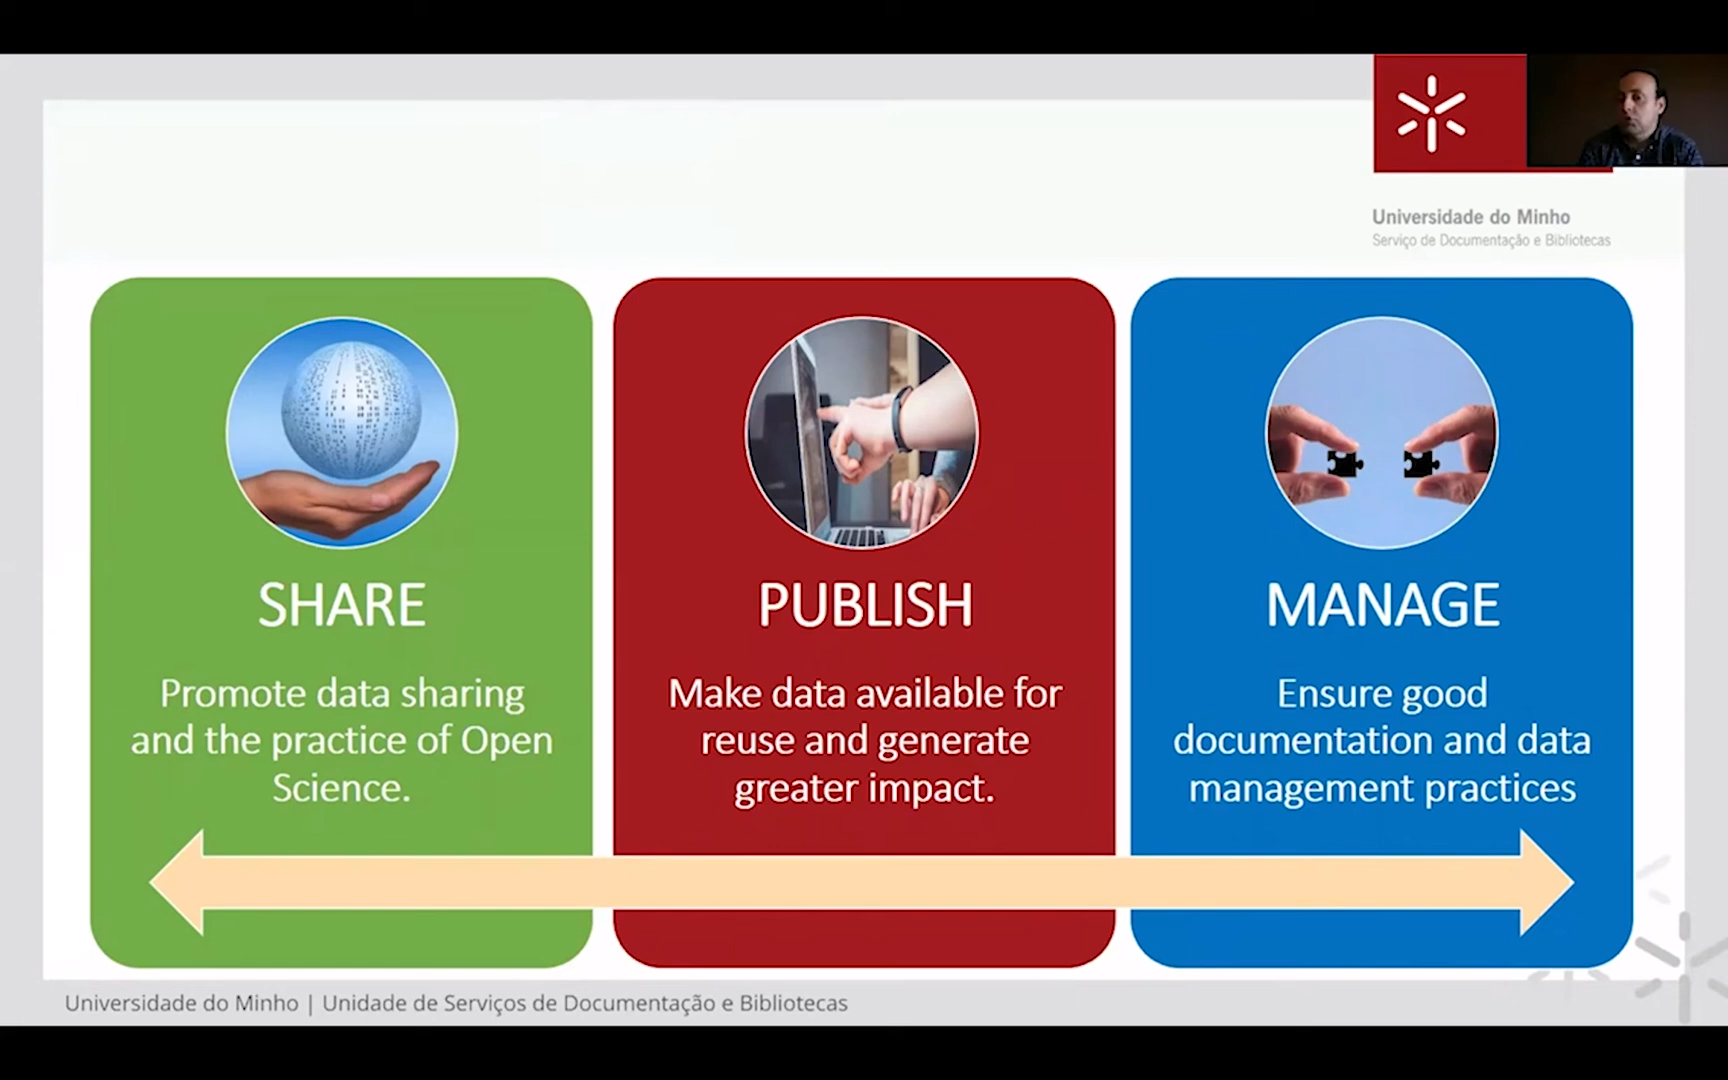 Universidade do Minho
Serviço de Documentação e Bibliotecas
SHARE
Promote data sharing
and the practice of Open
Science.
PUBLISH
Make data available for
reuse and generate
greater impact.
MANAGE
Ensure good
documentation and data
management practices
Universidade do Minho | Unidade de Serviços de Documentação e Bibliotecas